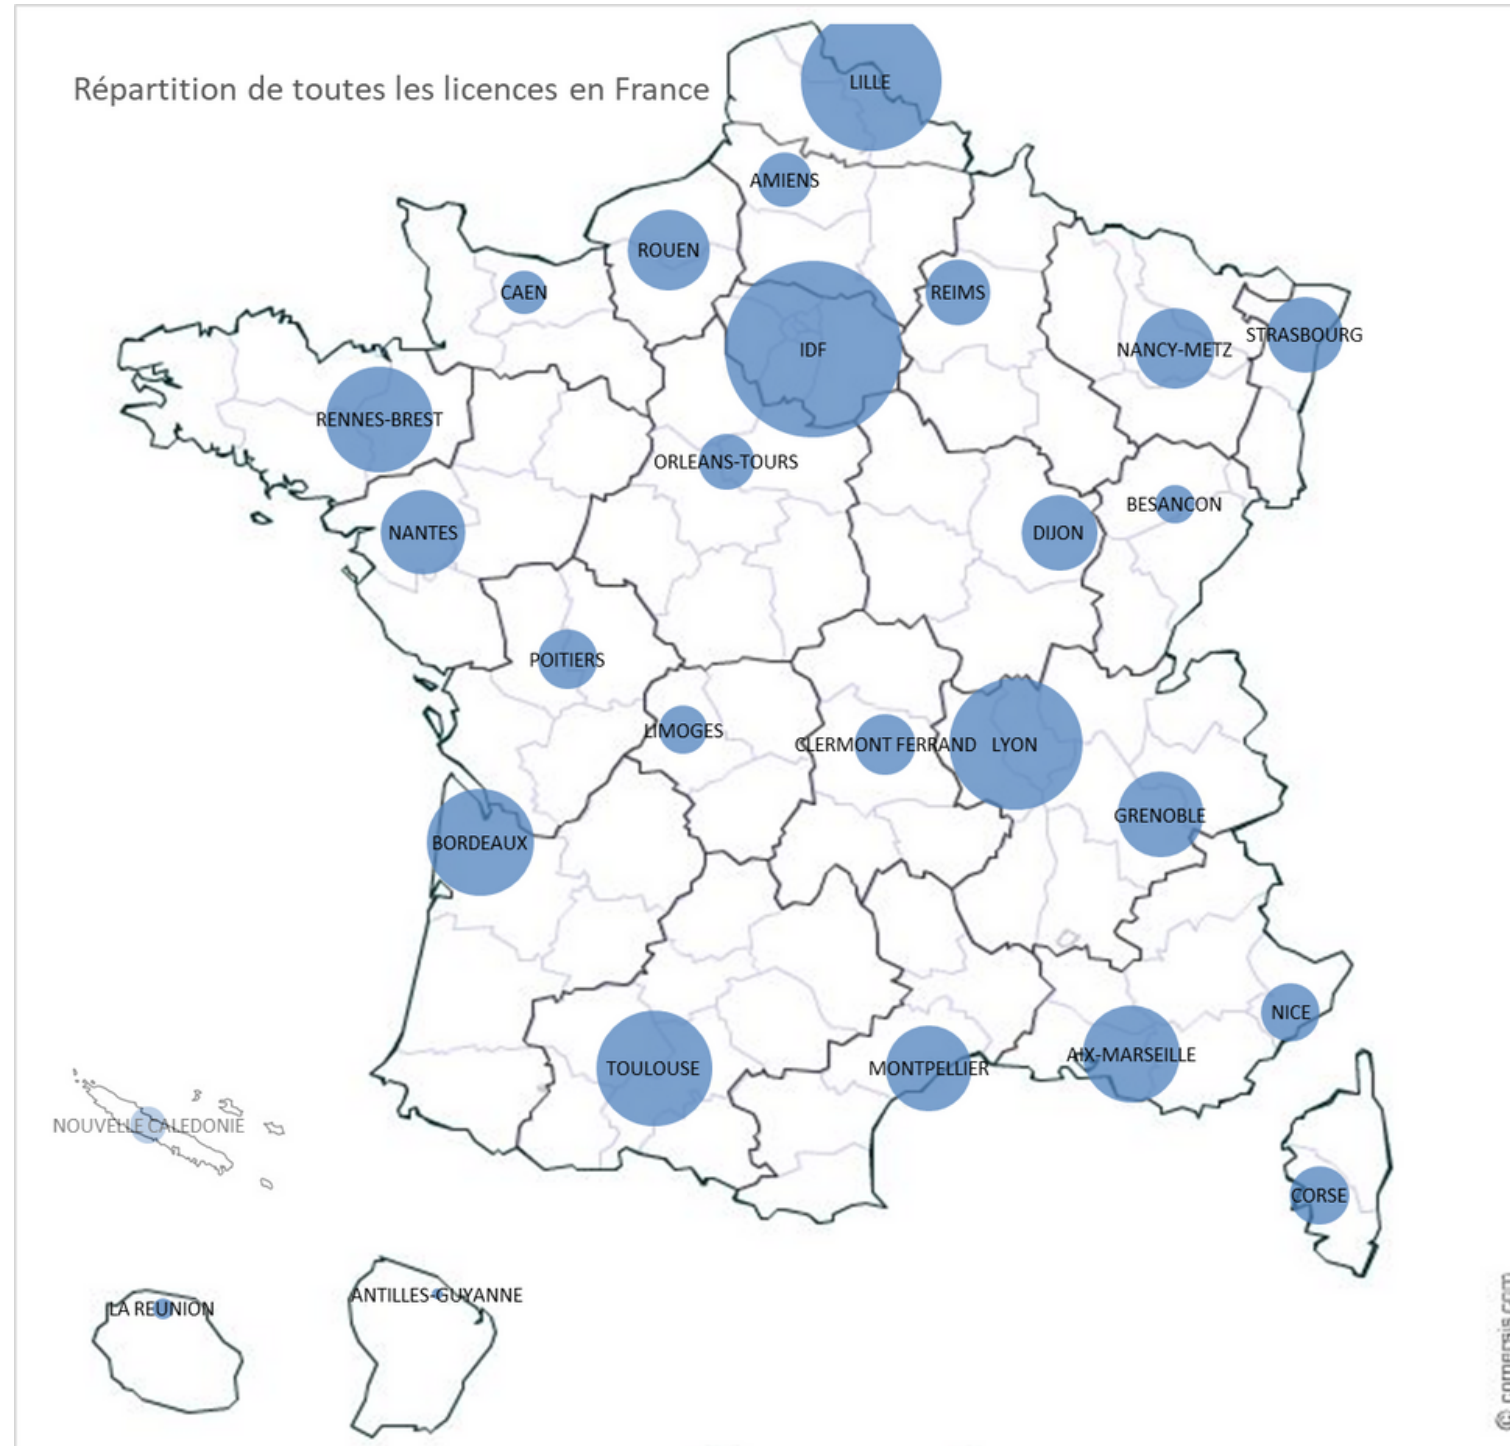 Répartition de toutes les licences en France
LILLE
AMIENS
ROUEN
CAEN
REIMS
STRASBOURG
IDF
NANCY-METZ
RENNES-BREST
ORLEANS-TOURS
BESANCON
NANTES
DIJON
POITIERS
LIMOGES
CLERMONT FERRAND
LYON
GRENOBLE
BORDEAUX
NICE
AIX-MARSEILLE
TOULOUSE
MONTPELLIER
NOUVELLE CALEDONIE
CORSE
ANTILLES-GUYANNE
LA REUNION
© comersis.com